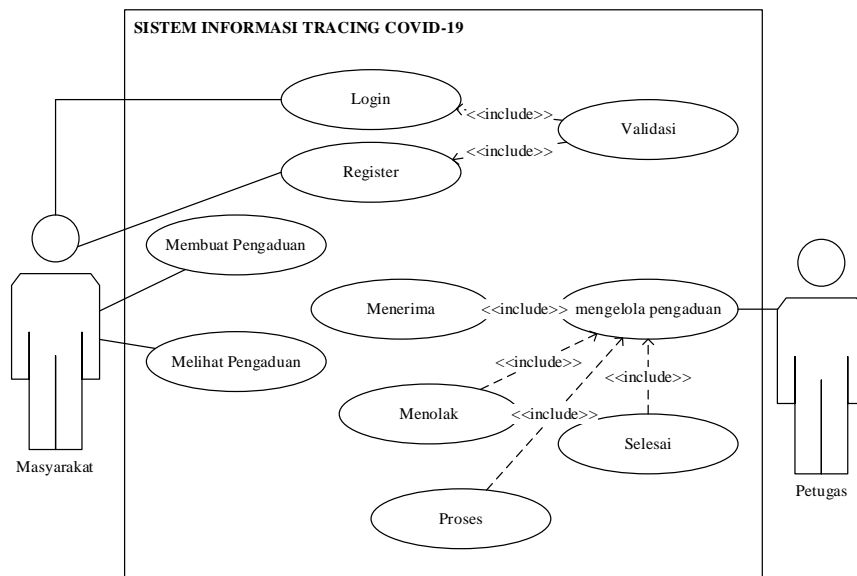 SISTEM INFORMASI TRACING COVID-19
Login
<<include>>
Validasi
<<include>>
Register
Membuat Pengaduan
Menerima
<<include>>
mengelola pengaduan
Melihat Pengaduan
<<include>>
<<include>>
Menolak
<<include>>
Selesai
Masyarakat
Petugas
Proses